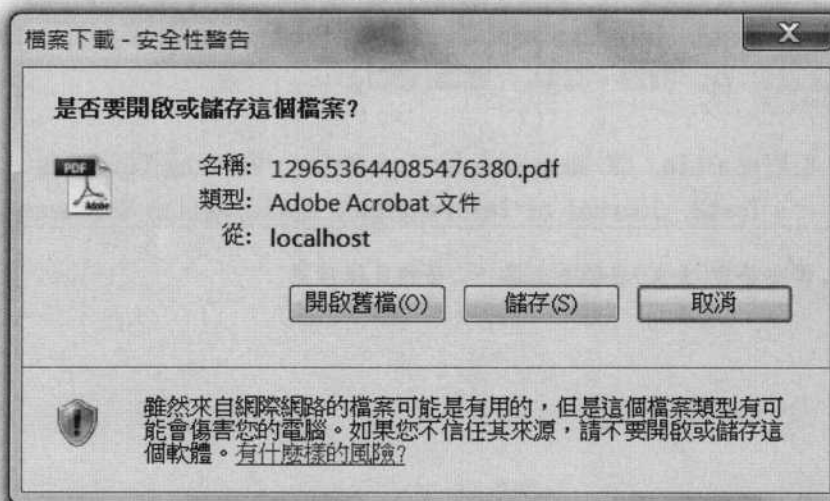 檔案下載 - 安全性警告
是否要開啟或儲存這個檔案?
PDF
Adobe
名稱: 129653644085476380.pdf
類型: Adobe Acrobat 文件
從: localhost
開啟舊檔(O)
儲存(S)
取消
雖然來自網際網路的檔案可能是有用的，但是這個檔案類型有可
能會傷害您的電腦。如果您不信任其來源，請不要開啟或儲存這
個軟體。有什麼樣的風險?